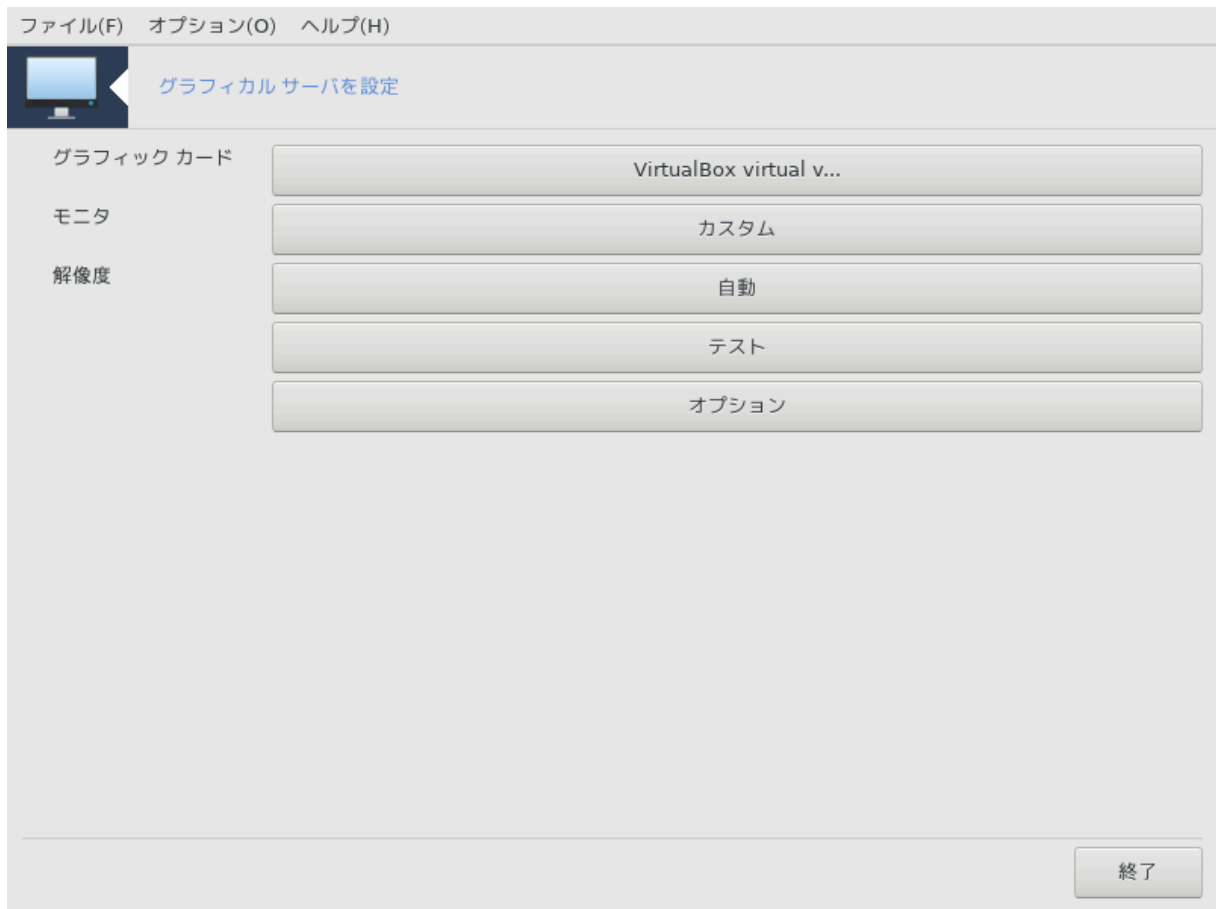 ファイル(F) オプション(O) ヘルプ(H)
グラフィカル サーバを設定
グラフィック カード VirtualBox virtual v...
モニタ カスタム
解像度 自動
テスト
オプション
終了